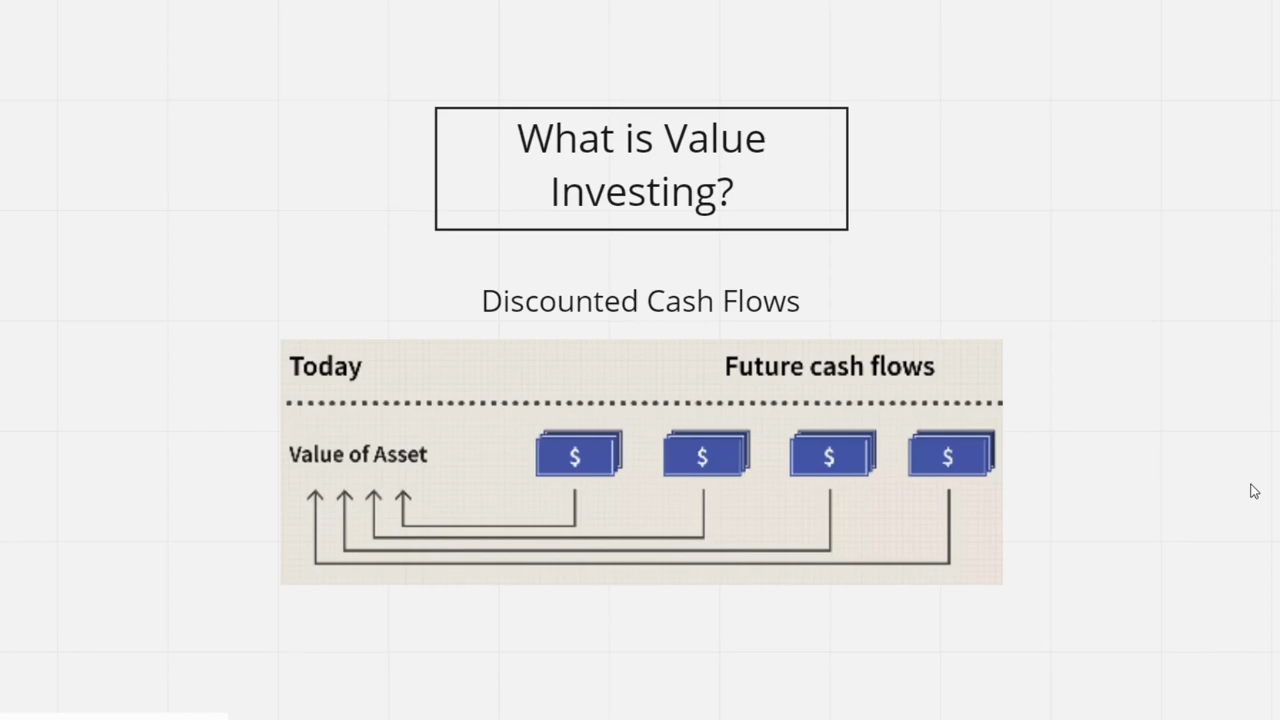 What is Value
Investing?
Discounted Cash Flows
Today
Future cash flows
Value of Asset
$ $ $ $